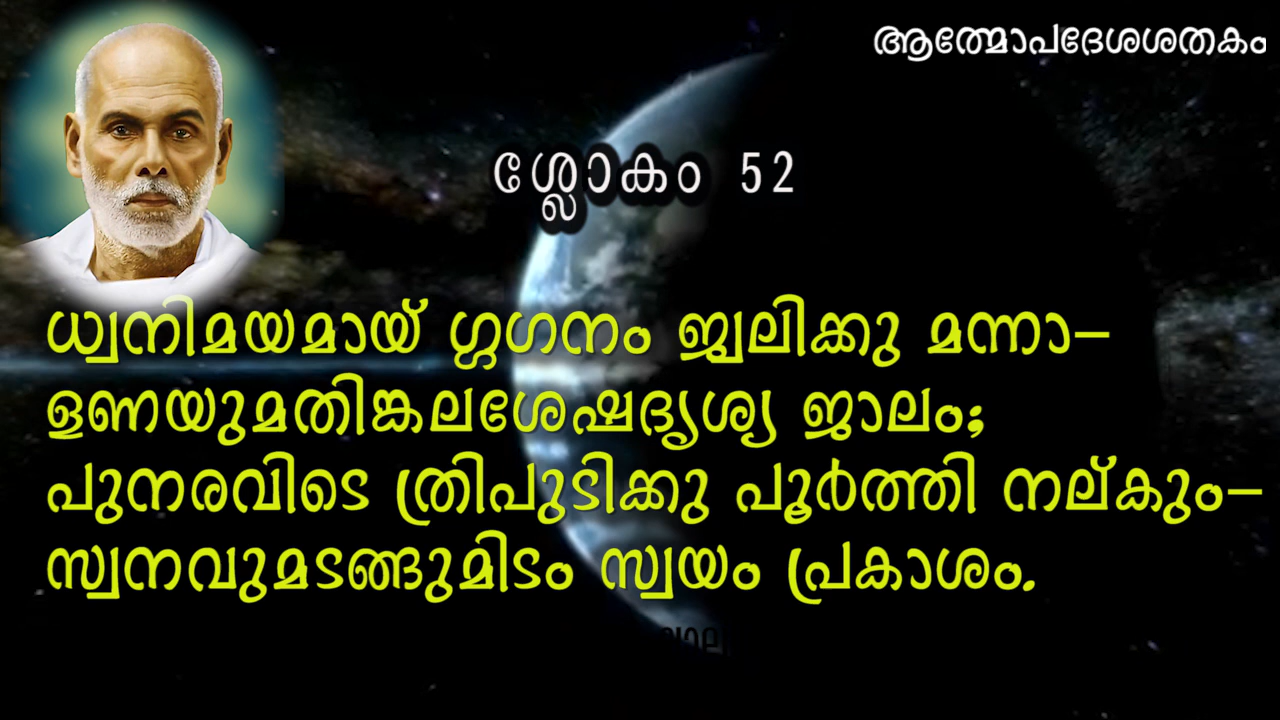 ആത്മോപദേശശതകം
ശ്ലോകം 52
ധ്വനിമയമായ് ഗ്ഗഗനം ജ്വലിക്കു മന്നാ-
ളണയുമതിങ്കലശേഷദൃശ്യ ജാലം;
പുനരവിടെ ത്രിപുടിക്കു പൂർത്തി നല്കും-
സ്വനവുമടങ്ങുമിടം സ്വയം പ്രകാശം.